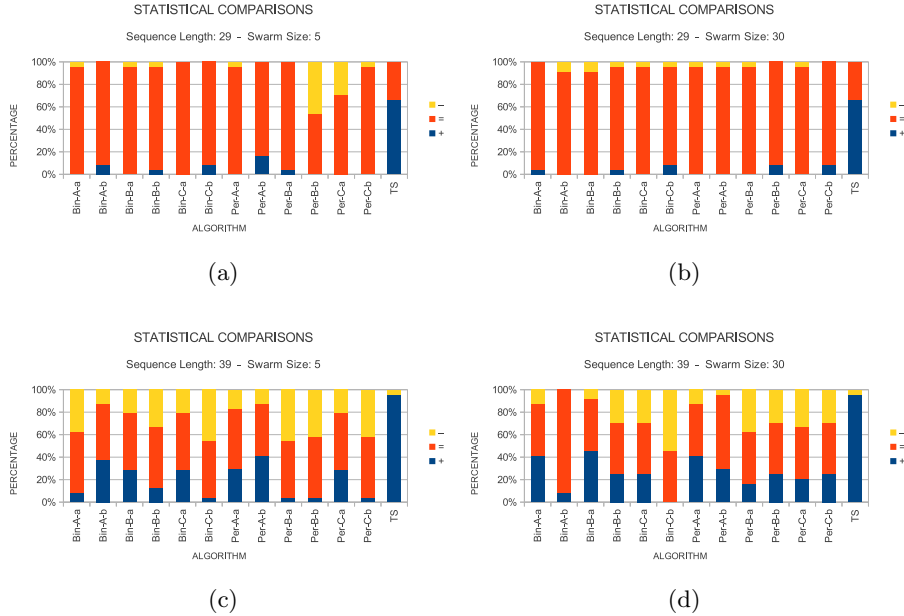 STATISTICAL COMPARISONS
Sequence Length: 29 - Swarm Size: 5
PERCENTAGE
100%
80%
60%
40%
20%
0%
Bin-A-a
Bin-A-b
Bin-B-a
Bin-B-b
Bin-C-a
Bin-C-b
Per-A-a
Per-A-b
Per-B-a
Per-B-b
Per-C-a
Per-C-b
TS
ALGORITHM
–
=
+
(a)
STATISTICAL COMPARISONS
Sequence Length: 29 - Swarm Size: 30
PERCENTAGE
100%
80%
60%
40%
20%
0%
Bin-A-a
Bin-A-b
Bin-B-a
Bin-B-b
Bin-C-a
Bin-C-b
Per-A-a
Per-A-b
Per-B-a
Per-B-b
Per-C-a
Per-C-b
TS
ALGORITHM
–
=
+
(b)
STATISTICAL COMPARISONS
Sequence Length: 39 - Swarm Size: 5
PERCENTAGE
100%
80%
60%
40%
20%
0%
Bin-A-a
Bin-A-b
Bin-B-a
Bin-B-b
Bin-C-a
Bin-C-b
Per-A-a
Per-A-b
Per-B-a
Per-B-b
Per-C-a
Per-C-b
TS
ALGORITHM
–
=
+
(c)
STATISTICAL COMPARISONS
Sequence Length: 39 - Swarm Size: 30
PERCENTAGE
100%
80%
60%
40%
20%
0%
Bin-A-a
Bin-A-b
Bin-B-a
Bin-B-b
Bin-C-a
Bin-C-b
Per-A-a
Per-A-b
Per-B-a
Per-B-b
Per-C-a
Per-C-b
TS
ALGORITHM
–
=
+
(d)